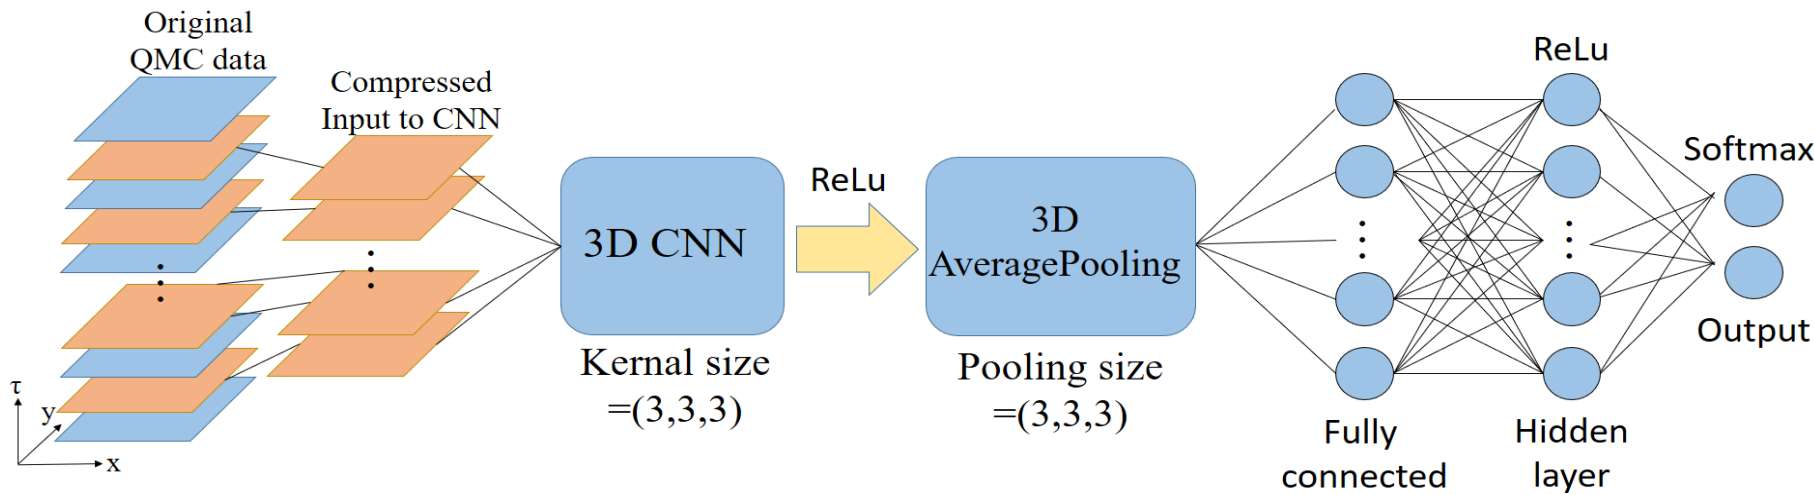 Original
QMC data
Compressed
Input to CNN
τ
y
x
3D CNN
Kernal size
=(3,3,3)
ReLu
3D
AveragePooling
Pooling size
=(3,3,3)
Fully
connected
ReLu
Hidden
layer
Softmax
Output